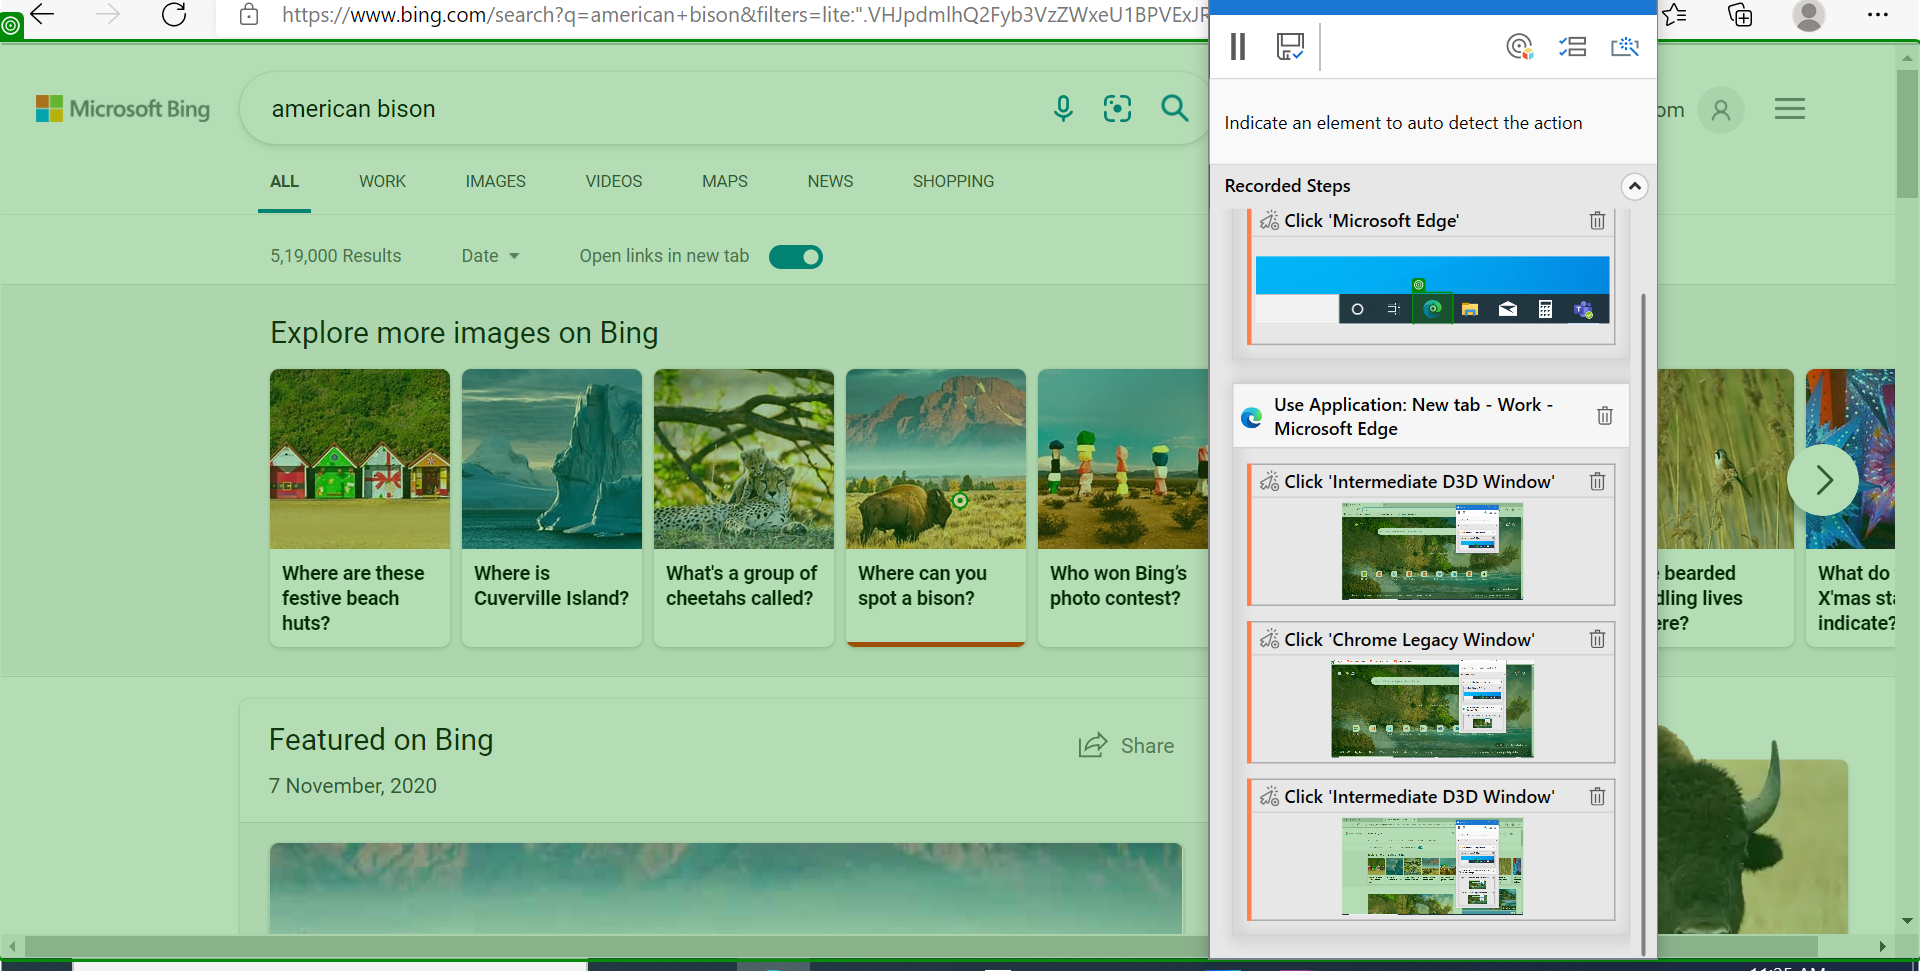 https://www.bing.com/search?q=american+bison&filters=lite:".VHJpdmlhQ2Fyb3VzZWxeU1BPVExJR
Microsoft Bing
american bison
om
ALL WORK IMAGES VIDEOS MAPS NEWS SHOPPING
5,19,000 Results Date Open links in new tab
Explore more images on Bing
Where are these
festive beach
huts?
Where is
Cuverville Island?
What's a group of
cheetahs called?
Where can you
spot a bison?
Who won Bing's
photo contest?
bearded
dling lives
ere?
What do
X'mas sta
indicate?
Featured on Bing
Share
7 November, 2020
Indicate an element to auto detect the action
Recorded Steps
Click 'Microsoft Edge'
Use Application: New tab - Work -
Microsoft Edge
Click 'Intermediate D3D Window'
Click 'Chrome Legacy Window'
Click 'Intermediate D3D Window'